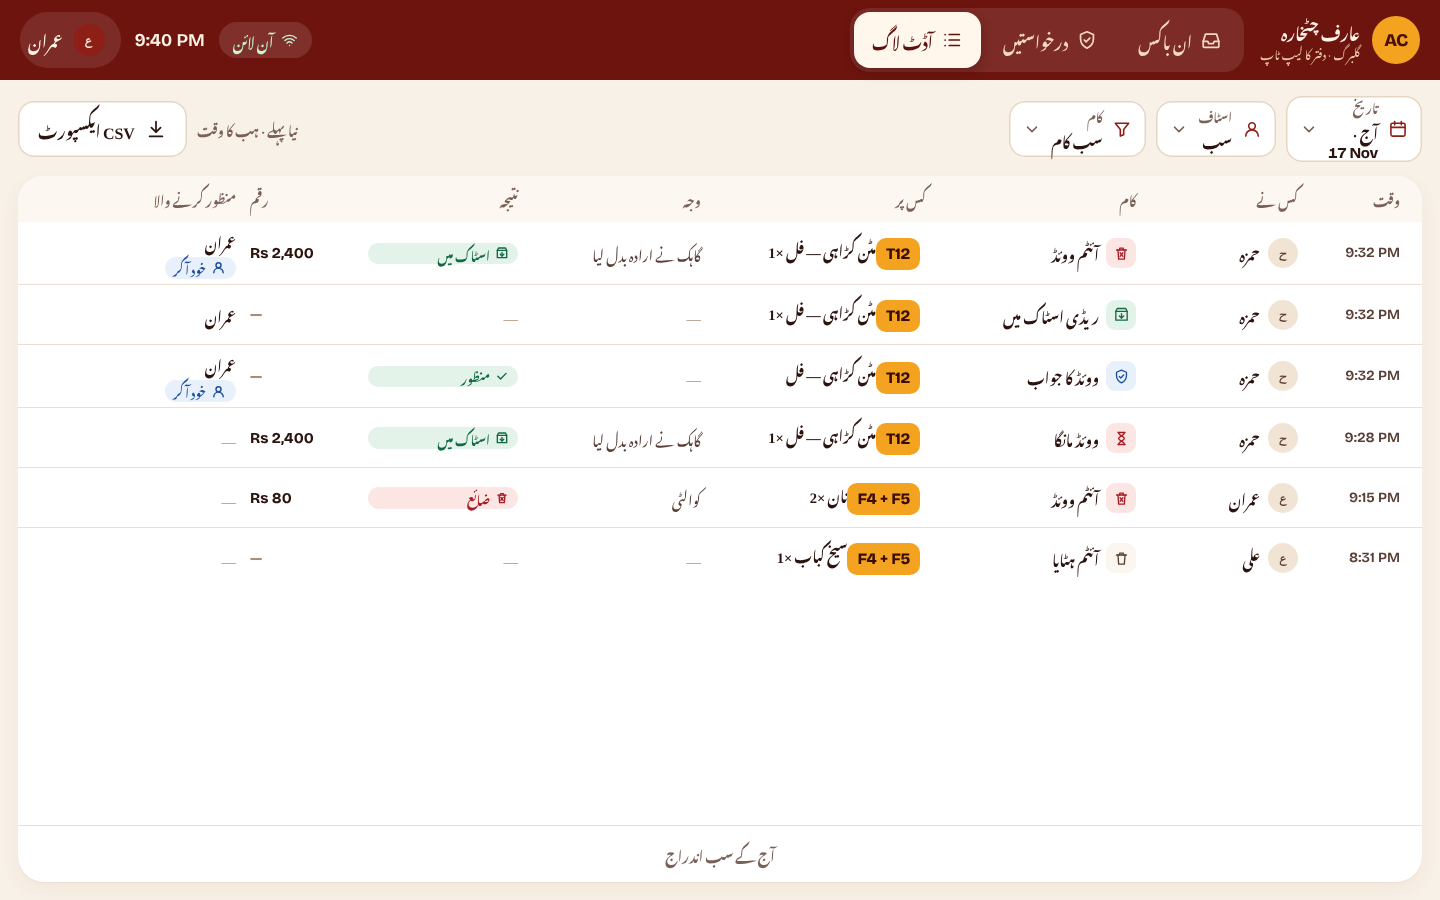 AC
عارف چٹخارہ
گلبرگ · دفتر کا لیپ ٹاپ
ان باکس
درخواستیں
آڈٹ لاگ
آن لائن
9:40 PM
ع
عمران
تاریخ
آج ·
17 Nov
اسٹاف
سب
کام
سب کام
نیا پہلے · ہب کا وقت
CSV ایکسپورٹ
وقت کس نے کام کس پر وجہ نتیجہ رقم منظور کرنے والا
9:32 PM ح حمزہ آئٹم ووئڈ T12 مٹن کڑاہی — فل ×1 گاہک نے ارادہ بدل لیا اسٹاک میں Rs 2,400 عمران
خود آ کر
9:32 PM ح حمزہ ریڈی اسٹاک میں T12 مٹن کڑاہی — فل ×1 — — — عمران
9:32 PM ح حمزہ ووئڈ کا جواب T12 مٹن کڑاہی — فل — منظور — عمران
خود آ کر
9:28 PM ح حمزہ ووئڈ مانگا T12 مٹن کڑاہی — فل ×1 گاہک نے ارادہ بدل لیا اسٹاک میں Rs 2,400 —
9:15 PM ع عمران آئٹم ووئڈ F4 + F5 نان ×2 کوالٹی ضائع Rs 80 —
8:31 PM ع علی آئٹم ہٹایا F4 + F5 سیخ کباب ×1 — — — —
آج کے سب اندراج